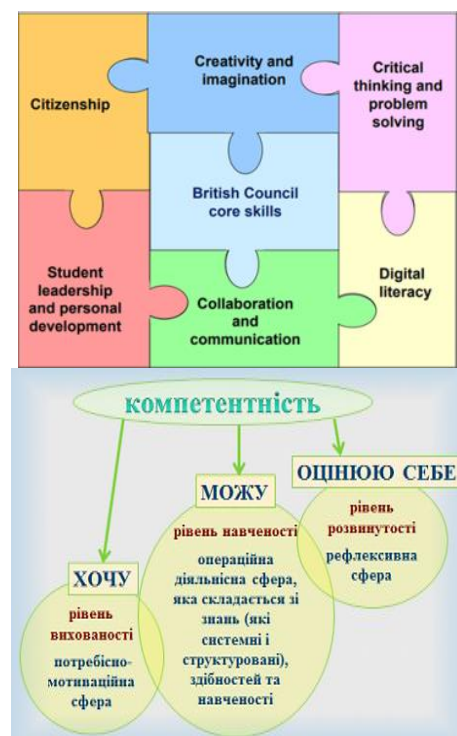 Creativity and
imagination
Critical
thinking and
problem
solving
Citizenship
British Council
core skills
Student
leadership
and personal
development
Collaboration
and
communication
Digital
literacy
компетентність
ОЦІНЮЮ СЕБЕ
рівень
розвинутості
рефлексивна
сфера
МОЖУ
рівень навченості
операційна
діяльнісна сфера,
яка складається зі
знань (які
системні і
структуровані),
здібностей та
навченості
ХОЧУ
рівень
вихованості
потребісно-
мотиваційна
сфера